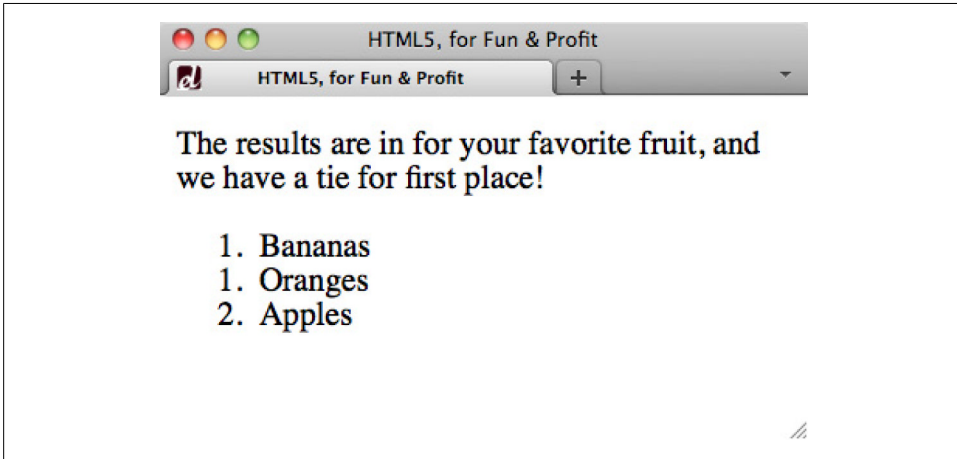 HTML5, for Fun & Profit
HTML5, for Fun & Profit
The results are in for your favorite fruit, and
we have a tie for first place!
1. Bananas
1. Oranges
2. Apples